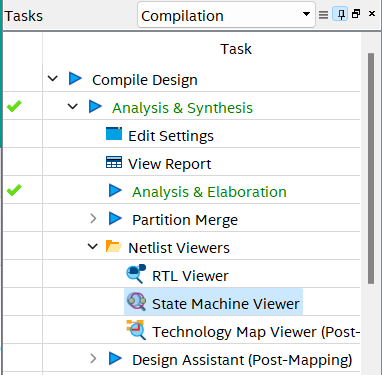 Tasks Compilation
Task
Compile Design
Analysis & Synthesis
Edit Settings
View Report
Analysis & Elaboration
Partition Merge
Netlist Viewers
RTL Viewer
State Machine Viewer
Technology Map Viewer (Post-
Design Assistant (Post-Mapping)